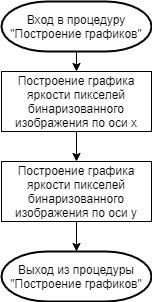 Вход в процедуру
"Построение графиков"
Построение графика
яркости пикселей
бинаризованного
изображения по оси x
Построение графика
яркости пикселей
бинаризованного
изображения по оси y
Выход из процедуры
"Построение графиков"